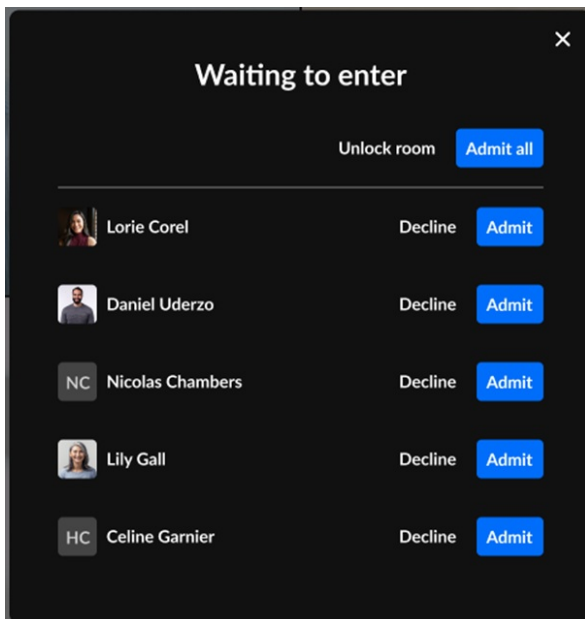 Waiting to enter
Unlock room Admit all
Lorie Corel Decline Admit
Daniel Uderzo Decline Admit
NC Nicolas Chambers Decline Admit
Lily Gall Decline Admit
HC Celine Garnier Decline Admit